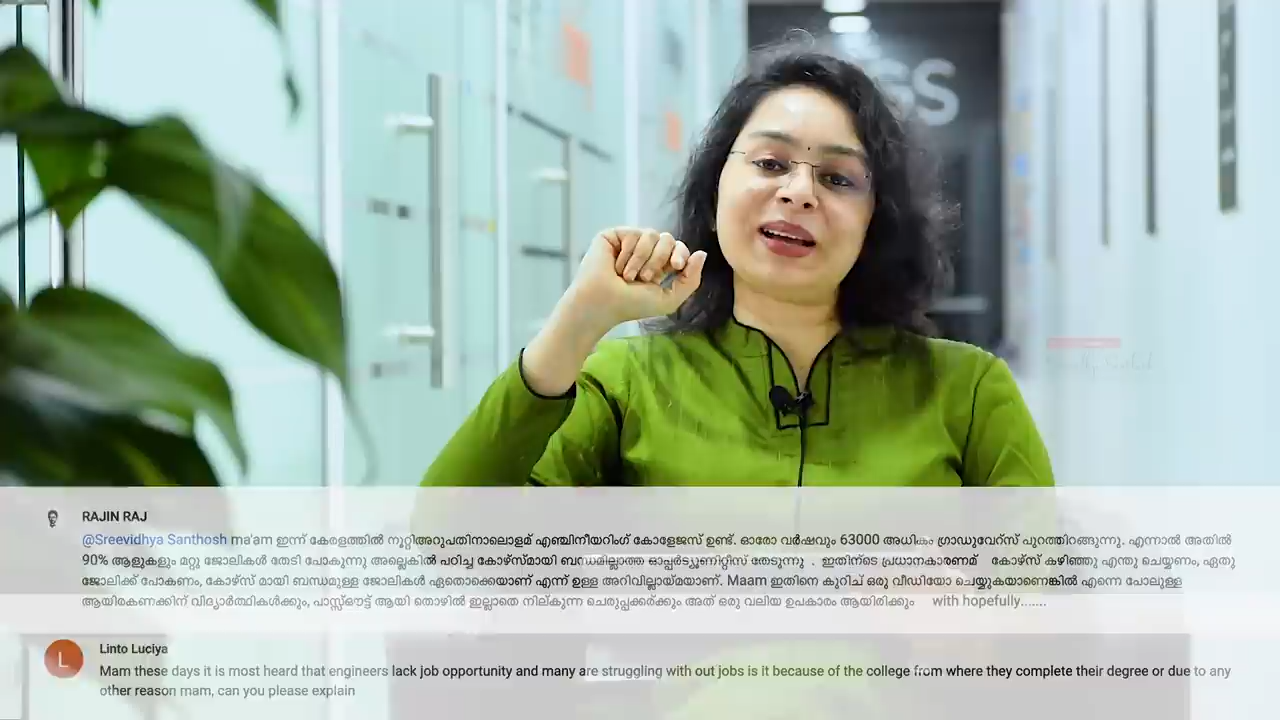 SS
RAJIN RAJ
@Sreevidhya Santhosh ma'am ഇന്ന് കേരളത്തിൽ നൂറ്റിഅറുപതിനാലൊളമ് എഞ്ചിനീയറിംഗ് കോളേജസ് ഉണ്ട്. ഓരോ വർഷവും 63000 അധികം ഗ്രാഡുവേറ്സ് പുറത്തിറങ്ങുന്നു. എന്നാൽ അതിൽ
90% ആളുകളും മറ്റു ജോലികൾ തേടി പോകുന്നു അല്ലെകിൽ പഠിച്ച കോഴ്‌സ്മായി ബന്ധമില്ലാത്ത ഓപ്പർട്യൂണിറ്റീസ് തേടുന്നു . ഇതിന്ടെ പ്രധാനകാരണമ് കോഴ്സ് കഴിഞ്ഞു എന്തു ചെയ്യണം, ഏതു
ജോലിക്ക് പോകണം, കോഴ്സ് മായി ബന്ധമുള്ള ജോലികൾ ഏതൊക്കെയാണ് എന്ന് ഉള്ള അറിവില്ലായ്മയാണ്. Maam ഇതിനെ കുറിച് ഒരു വീഡിയോ ചെയ്യുകയാണെങ്കിൽ എന്നെ പോലുള്ള
ആയിരകണക്കിന് വിദ്യാർത്ഥികൾക്കും, പാസ്സ്ഔട്ട് ആയി തൊഴിൽ ഇല്ലാതെ നില്കുന്ന ചെരുപ്പക്കർക്കും അത് ഒരു വലിയ ഉപകാരം ആയിരിക്കും with hopefully.......
L
Linto Luciya
Mam these days it is most heard that engineers lack job opportunity and many are struggling with out jobs is it because of the college from where they complete their degree or due to any
other reason mam, can you please explain